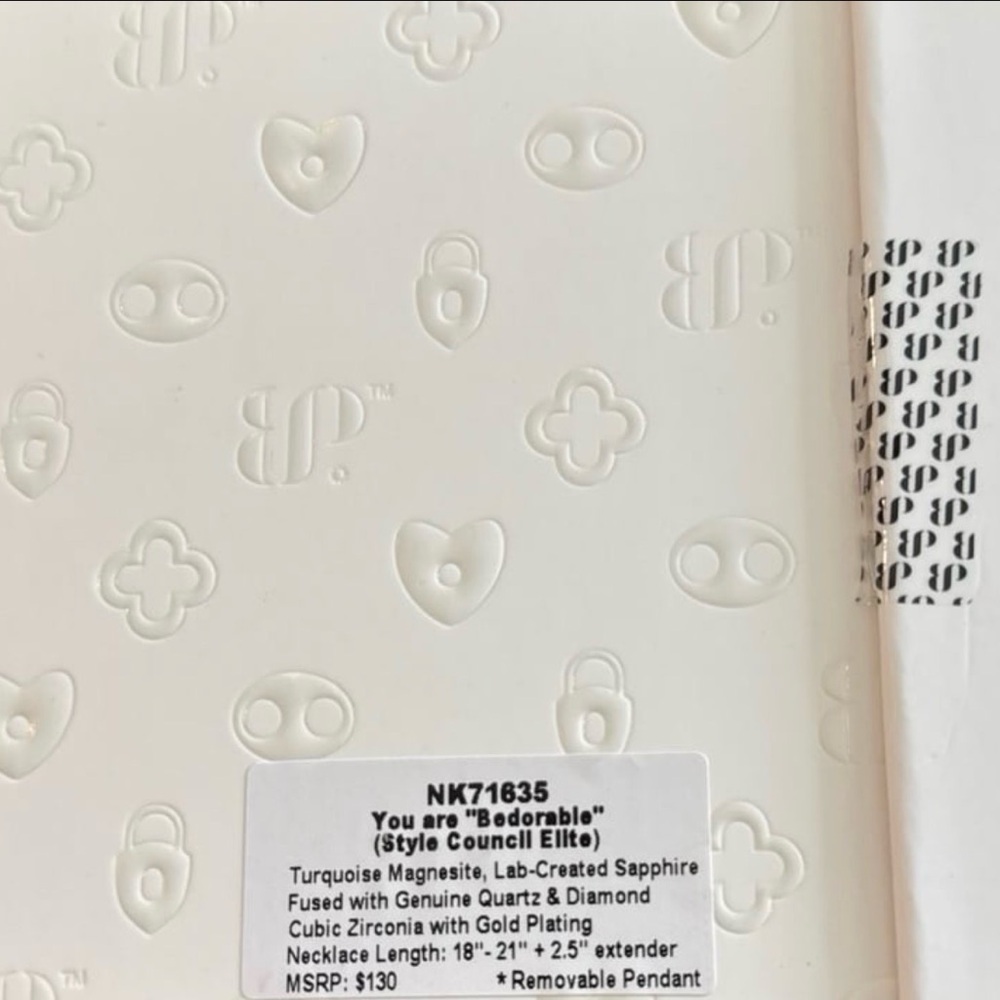 NK71635
You are "Bedorable"
(Style Council Elite)
Turquoise Magnesite, Lab-Created Sapphire
Fused with Genuine Quartz & Diamond
Cubic Zirconia with Gold Plating
Necklace Length: 18"- 21" + 2.5" extender
MSRP: $130 *Removable Pendant